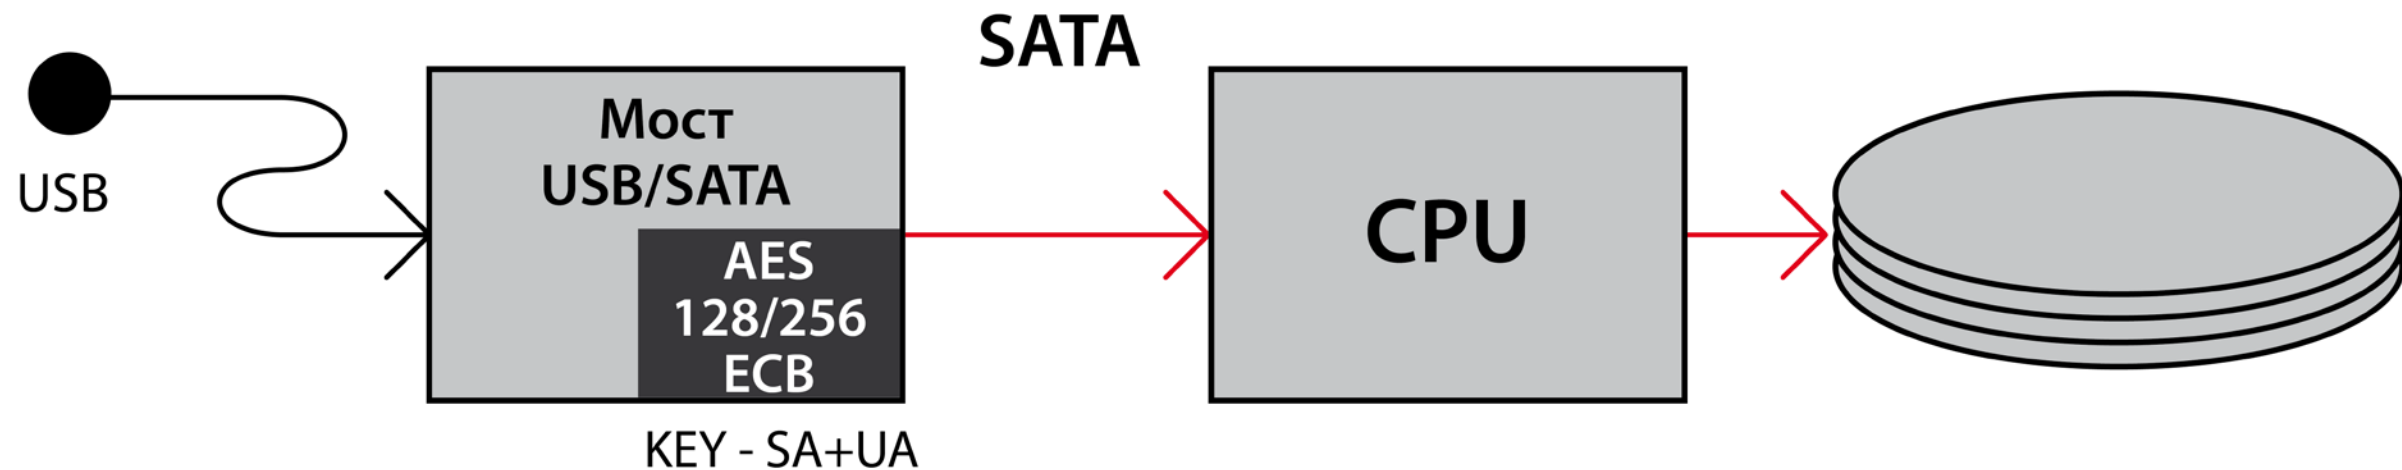 USB
Мост
USB/SATA
AES
128/256
ECB
KEY - SA+UA
SATA
CPU